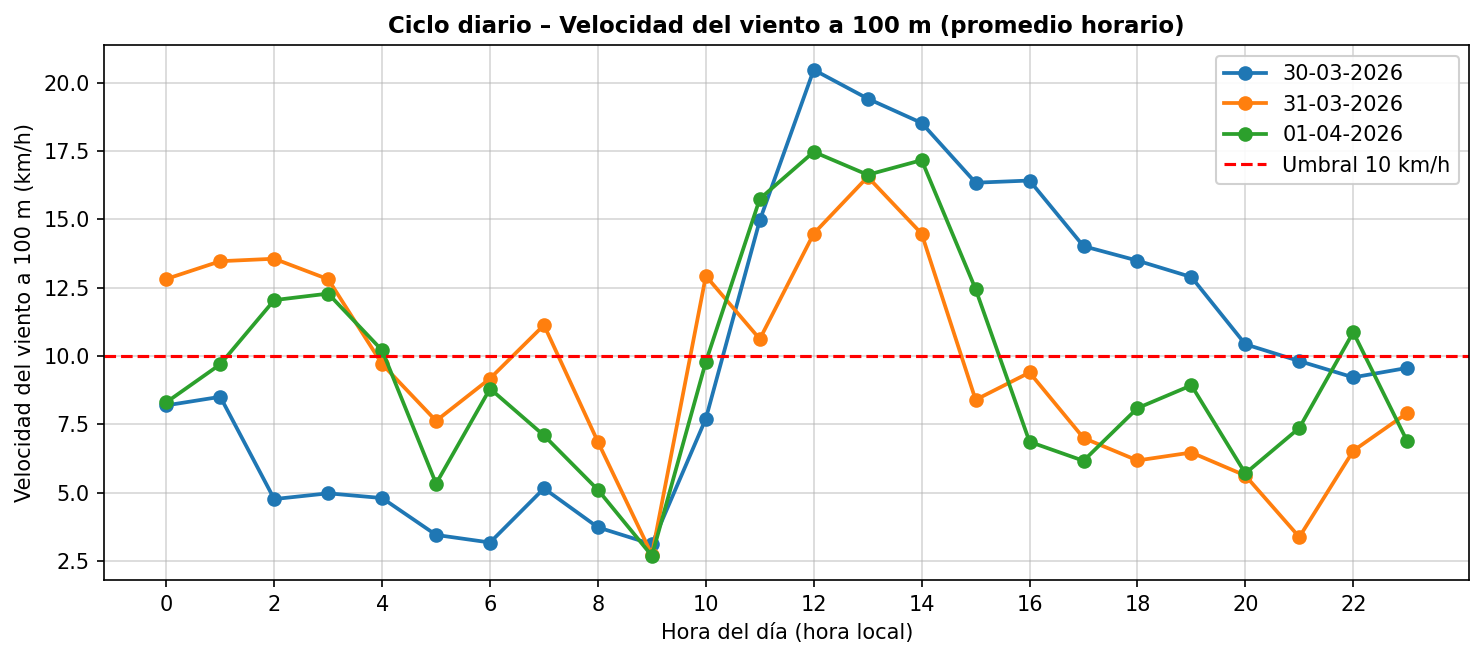 Ciclo diario – Velocidad del viento a 100 m (promedio horario)
Velocidad del viento a 100 m (km/h)
20.0
17.5
15.0
12.5
10.0
7.5
5.0
2.5
30-03-2026
31-03-2026
01-04-2026
Umbral 10 km/h
0 2 4 6 8 10 12 14 16 18 20 22
Hora del día (hora local)